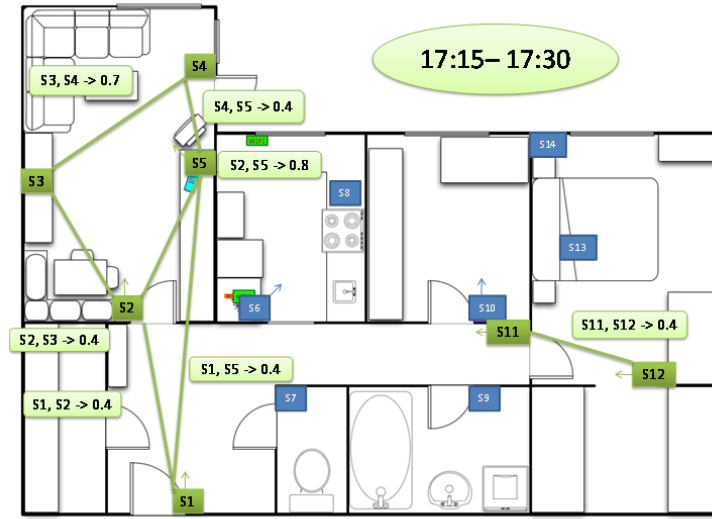 17:15– 17:30
S4
S3, S4 -> 0.7
S4, S5 -> 0.4
WIFI
S14
S5
S2, S5 -> 0.8
S3
S8
S13
S2
S6
S10
S11
S11, S12 -> 0.4
S2, S3 -> 0.4
S1, S5 -> 0.4
S12
S1, S2 -> 0.4
S7
S9
S1